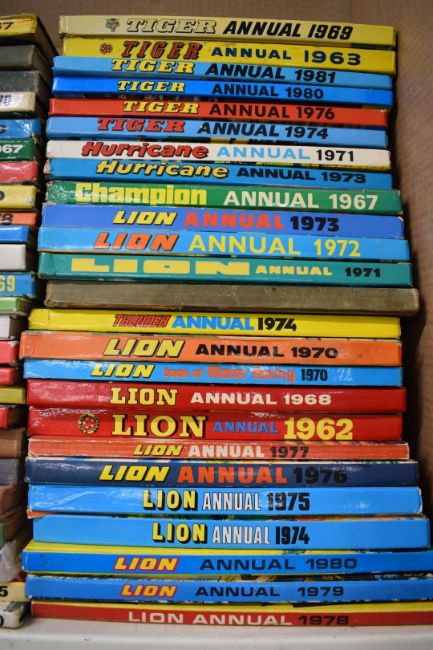 TIGER ANNUAL 1969
TIGER ANNUAL 1963
TIGER ANNUAL 1981
TIGER ANNUAL 1980
TIGER ANNUAL 1976
TIGER ANNUAL 1974
Hurricane ANNUAL 1971
Hurricane ANNUAL 1973
Champion ANNUAL 1967
LION ANNUAL 1973
LION ANNUAL 1972
LION ANNUAL 1971
THUNDER ANNUAL 1974
LION ANNUAL 1970
LION book of Motor Racing 1970
LION ANNUAL 1968
LION ANNUAL 1962
LION ANNUAL 1977
LION ANNUAL 1976
LION ANNUAL 1975
LION ANNUAL 1974
LION ANNUAL 1980
LION ANNUAL 1979
LION ANNUAL 1978